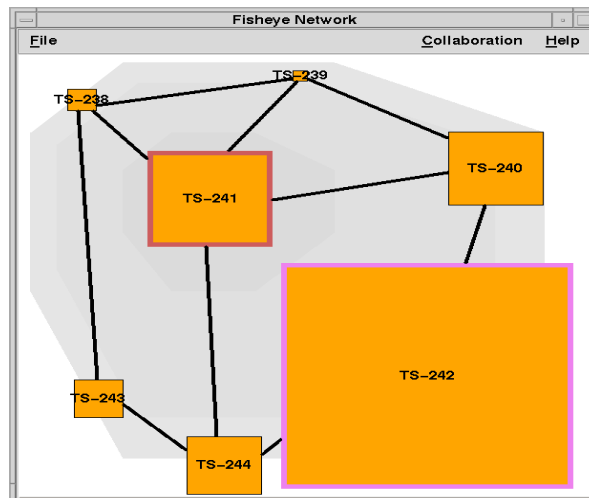 Fisheye Network
File Collaboration Help
TS-239
TS-238
TS-240
TS-241
TS-242
TS-243
TS-244